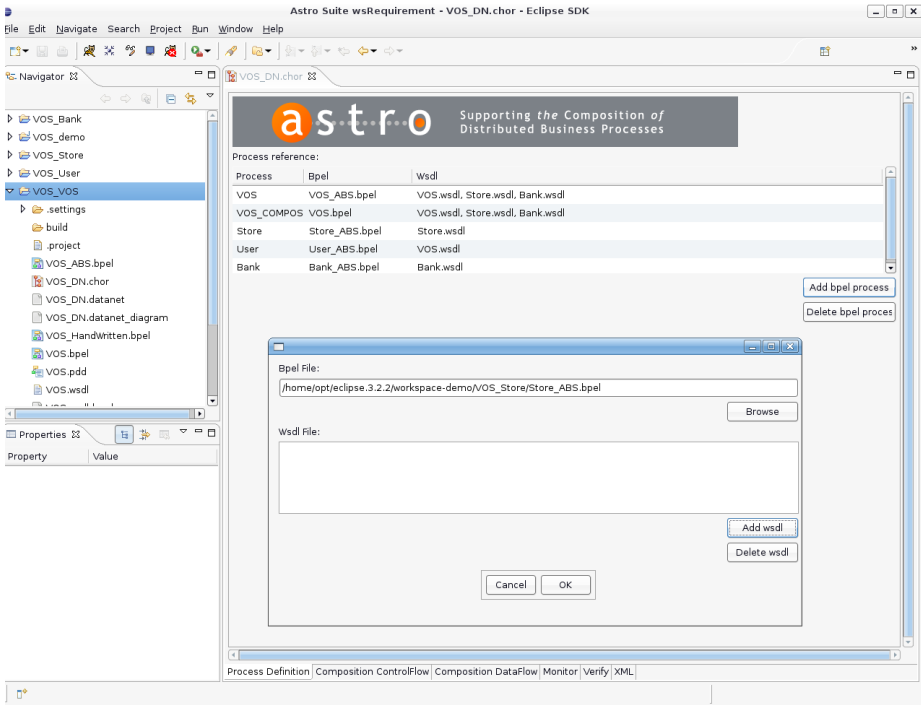 Astro Suite wsRequirement - VOS_DN.chor - Eclipse SDK
File Edit Navigate Search Project Run Window Help
Navigator
VOS_Bank
VOS_demo
VOS_Store
VOS_User
VOS_VOS
.settings
build
.project
VOS_ABS.bpel
VOS_DN.chor
VOS_DN.datanet
VOS_DN.datanet_diagram
VOS_HandWritten.bpel
VOS.bpel
VOS.pdd
VOS.wsdl
Properties
Property Value
VOS_DN.chor
astro
Supporting the Composition of
Distributed Business Processes
Process reference:
Process Bpel Wsdl
VOS VOS_ABS.bpel VOS.wsdl, Store.wsdl, Bank.wsdl
VOS_COMPOS VOS.bpel VOS.wsdl, Store.wsdl, Bank.wsdl
Store Store_ABS.bpel Store.wsdl
User User_ABS.bpel VOS.wsdl
Bank Bank_ABS.bpel Bank.wsdl
Add bpel process
Delete bpel proces
Bpel File:
/home/opt/eclipse.3.2.2/workspace-demo/VOS_Store/Store_ABS.bpel
Browse
Wsdl File:
Add wsdl
Delete wsdl
Cancel OK
Process Definition Composition ControlFlow Composition DataFlow Monitor Verify XML